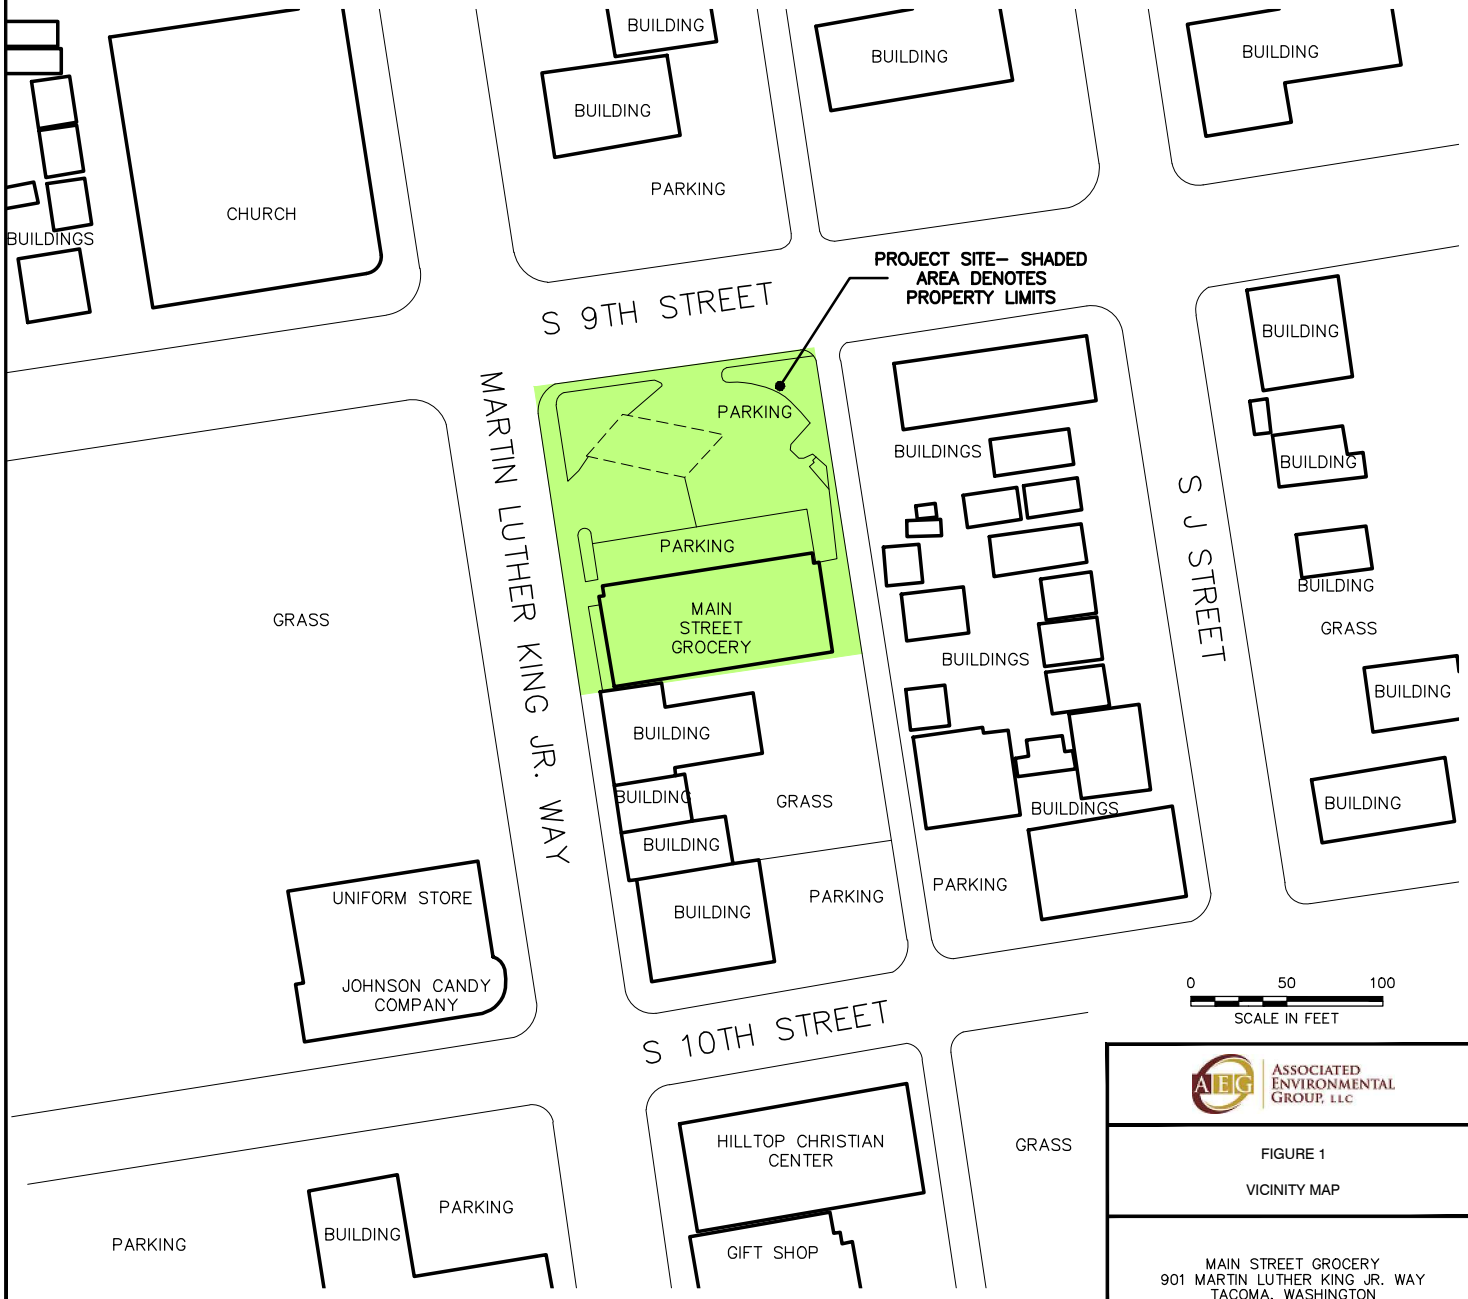 BUILDING
BUILDING
BUILDING
BUILDING
PARKING
CHURCH
BUILDINGS
PROJECT SITE– SHADED
AREA DENOTES
PROPERTY LIMITS
S 9TH STREET
BUILDING
MARTIN LUTHER KING JR. WAY
PARKING
BUILDINGS
BUILDING
S J STREET
PARKING
BUILDING
GRASS
MAIN
STREET
GROCERY
GRASS
BUILDINGS
BUILDING
BUILDING
BUILDING
GRASS
BUILDINGS
BUILDING
BUILDING
PARKING
PARKING
UNIFORM STORE
BUILDING
JOHNSON CANDY
COMPANY
0 50 100
SCALE IN FEET
S 10TH STREET
AEG
ASSOCIATED
ENVIRONMENTAL
GROUP, LLC
HILLTOP CHRISTIAN
CENTER
GRASS
FIGURE 1
VICINITY MAP
PARKING
BUILDING
PARKING
GIFT SHOP
MAIN STREET GROCERY
901 MARTIN LUTHER KING JR. WAY
TACOMA, WASHINGTON